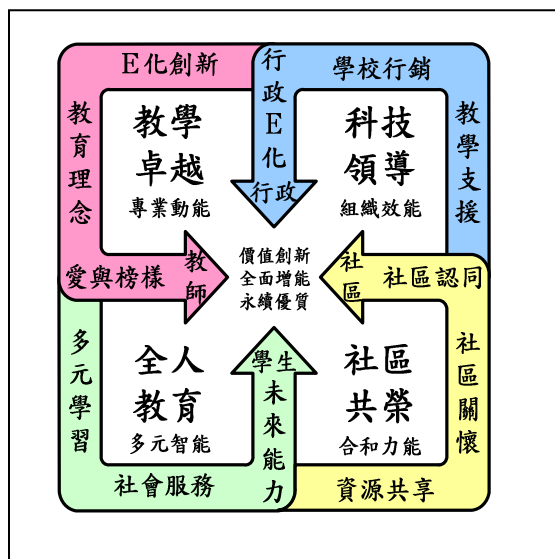 E化創新
教育理念
愛與榜樣
教師
教學
卓越
專業動能
行政E化
行政
學校行銷
教學支援
科技
領導
組織效能
價值創新
全面增能
永續優質
社區
社區認同
社區關懷
資源共享
社區
共榮
合和力能
多元學習
社會服務
未來能力
學生
全人
教育
多元智能